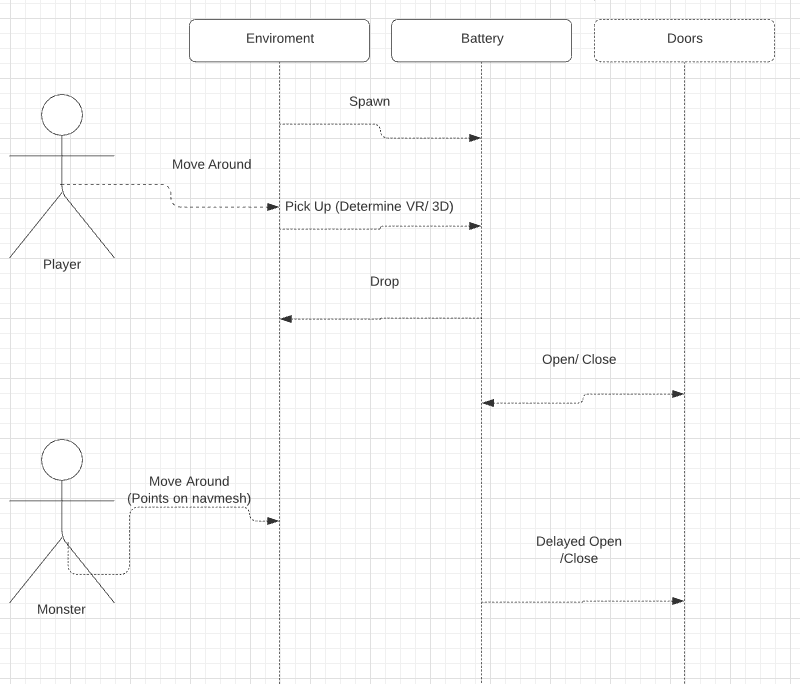 Enviroment
Battery
Doors
Spawn
Move Around
Pick Up (Determine VR/ 3D)
Player
Drop
Open/ Close
Move Around
(Points on navmesh)
Delayed Open
/Close
Monster